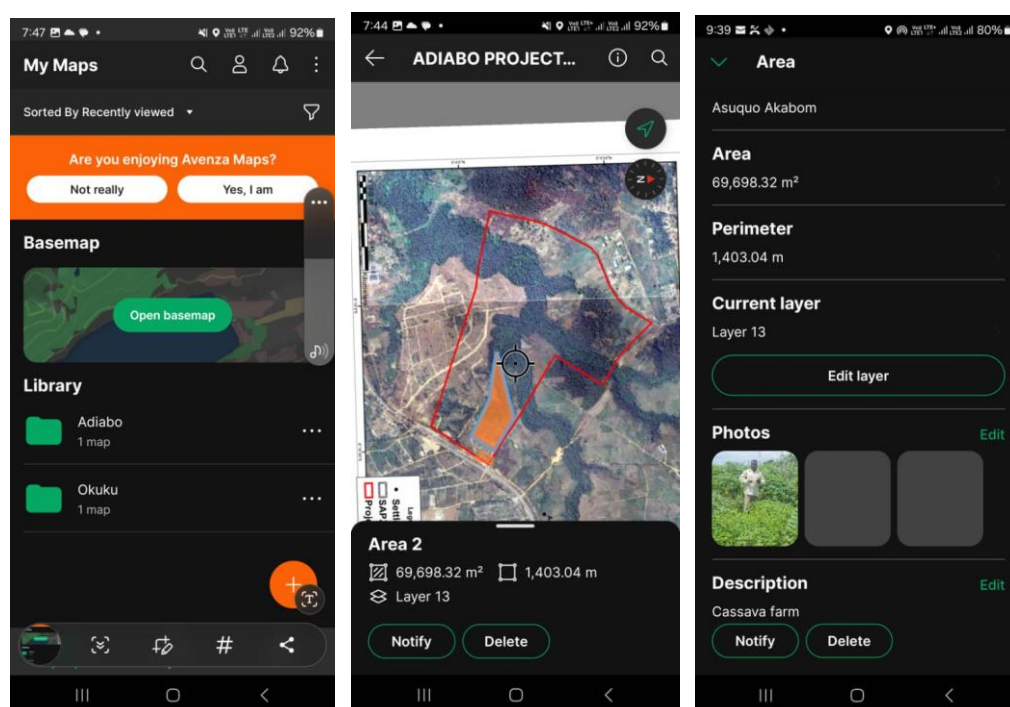 7:47
92%
My Maps
Sorted By Recently viewed
Are you enjoying Avenza Maps?
Not really
Yes, I am
Basemap
Open basemap
Library
Adiabo
1 map
Okuku
1 map
7:44
92%
ADIABO PROJECT...
N
Area 2
69,698.32 m² 1,403.04 m
Layer 13
Notify Delete
9:39
80%
Area
Asuquo Akabom
Area
69,698.32 m²
Perimeter
1,403.04 m
Current layer
Layer 13
Edit layer
Photos Edit
Description Edit
Cassava farm
Notify Delete